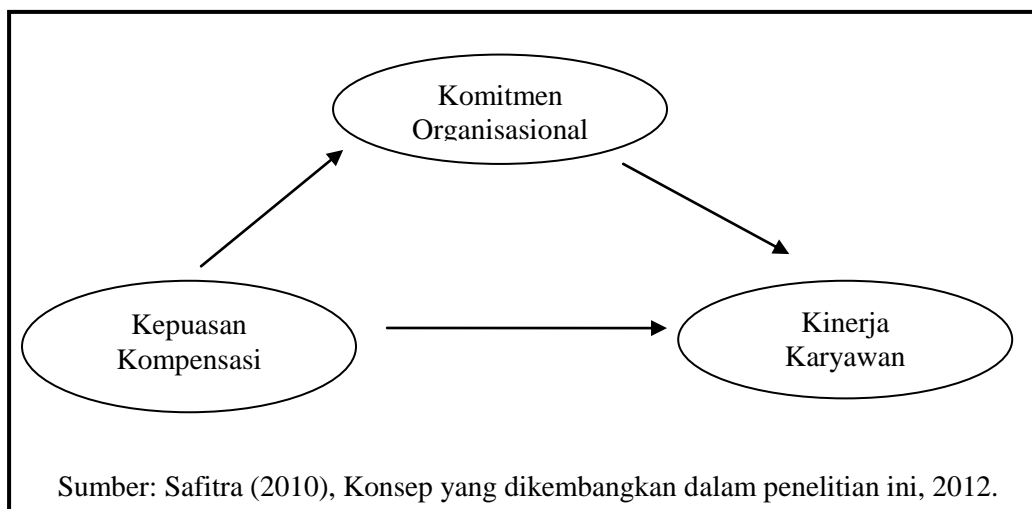 Komitmen
Organisasional
Kepuasan
Kompensasi
Kinerja
Karyawan
Sumber: Safitra (2010), Konsep yang dikembangkan dalam penelitian ini, 2012.